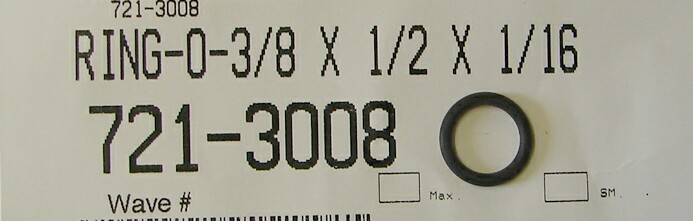 721-3008
RING-O-3/8 X 1/2 X 1/16
721-3008
Max.
SM.
Wave #